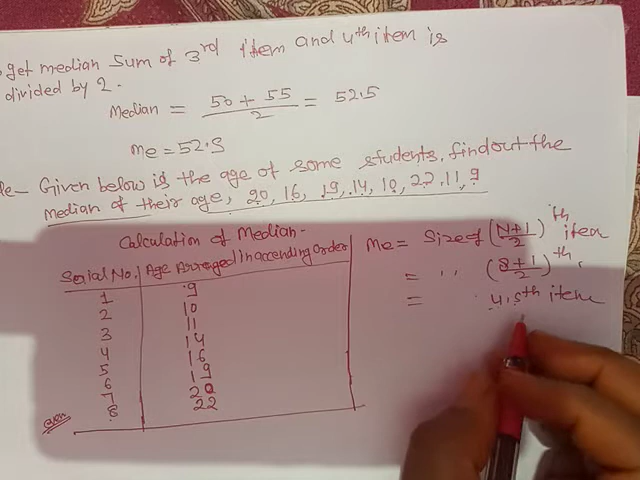 get median sum of 3rd item and 4th item is
divided by 2.
Median = 50 + 55 / 2 = 52.5
Me = 52.5
le - Given below is the age of some students. find out the
Median of their age, 20, 16, 19, 14, 10, 22, 11, 9
Calculation of Median-
Serial No. Age Arranged in accending order
1 9
2 10
3 11
4 14
5 16
6 19
7 20
8 22
Me = Size of (N+1/2)th item
= ,, (8+1/2)th,
= 4.5th item